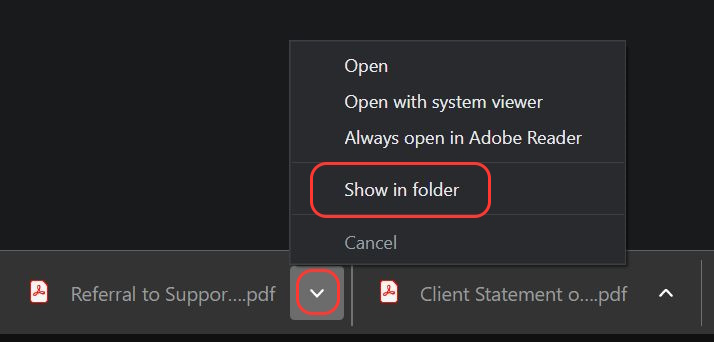 Open
Open with system viewer
Always open in Adobe Reader
Show in folder
Cancel
Referral to Suppor....pdf
Client Statement o....pdf